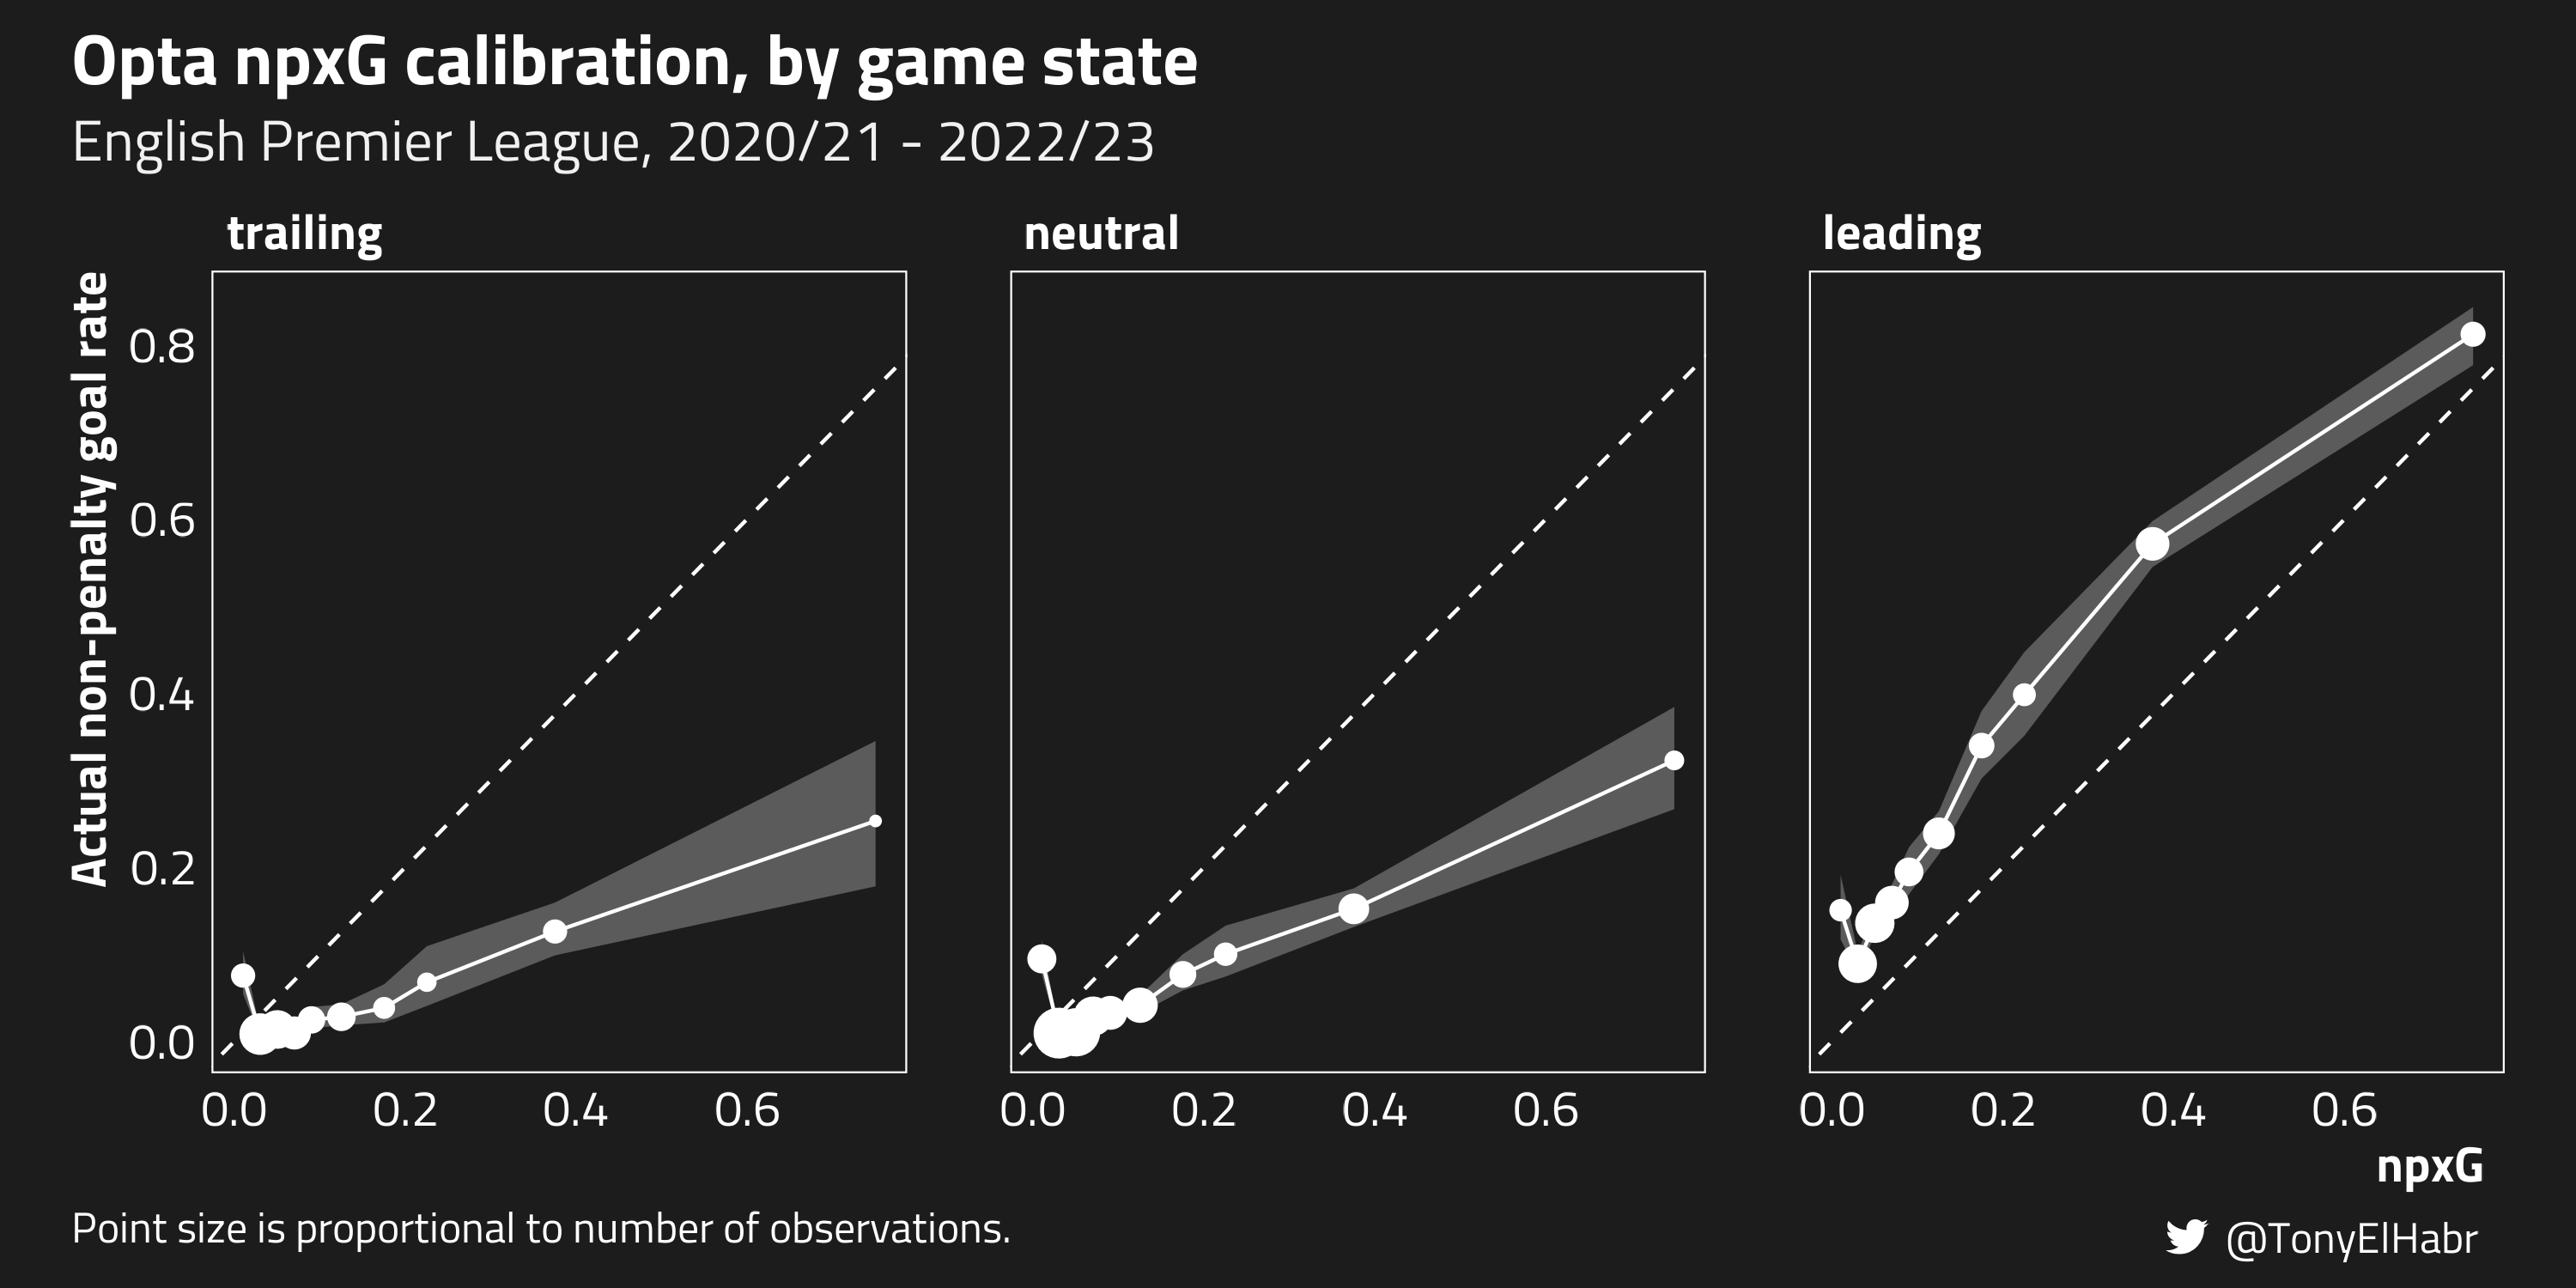 Opta npxG calibration, by game state
English Premier League, 2020/21 - 2022/23
trailing
neutral
leading
Actual non-penalty goal rate
0.8
0.6
0.4
0.2
0.0
0.0 0.2 0.4 0.6
0.0 0.2 0.4 0.6
0.0 0.2 0.4 0.6
npxG
Point size is proportional to number of observations.
@TonyElHabr